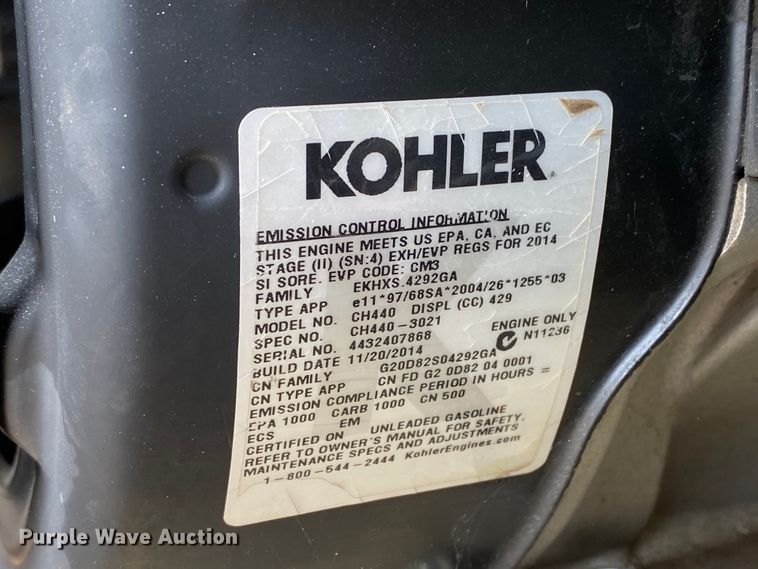 KOHLER®
EMISSION CONTROL INFORMATION
THIS ENGINE MEETS US EPA, CA, AND EC
STAGE (II) (SN:4) EXH/EVP REGS FOR 2014
SI SORE. EVP CODE: CM3
FAMILY EKHXS.4292GA
TYPE APP e11*97/68SA*2004/26*1255*03
MODEL NO. CH440 DISPL (CC) 429
SPEC NO. CH440-3021 ENGINE ONLY
SERIAL NO. 4432407868 N11236
BUILD DATE 11/20/2014
CN FAMILY G20D82S04292GA
CN TYPE APP CN FD G2 0D82 04 0001
EMISSION COMPLIANCE PERIOD IN HOURS =
EPA 1000 CARB 1000 CN 500
ECS EM
CERTIFIED ON UNLEADED GASOLINE
REFER TO OWNER'S MANUAL FOR SAFETY,
MAINTENANCE SPECS AND ADJUSTMENTS
1-800-544-2444 KohlerEngines.com
Purple Wave Auction